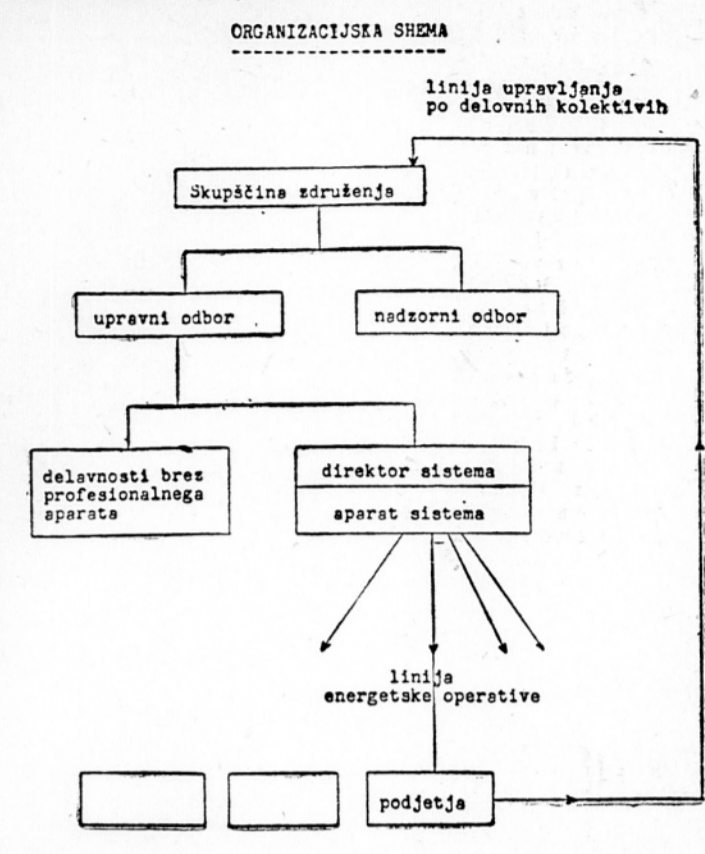 ORGANIZACIJSKA SHEMA
linija upravljanja
po delovnih kolektivih
Skupščina združenja
upravni odbor
nadzorni odbor
delavnosti brez
profesionalnega
aparata
direktor sistema
aparat sistema
linija
energetske operative
podjetja